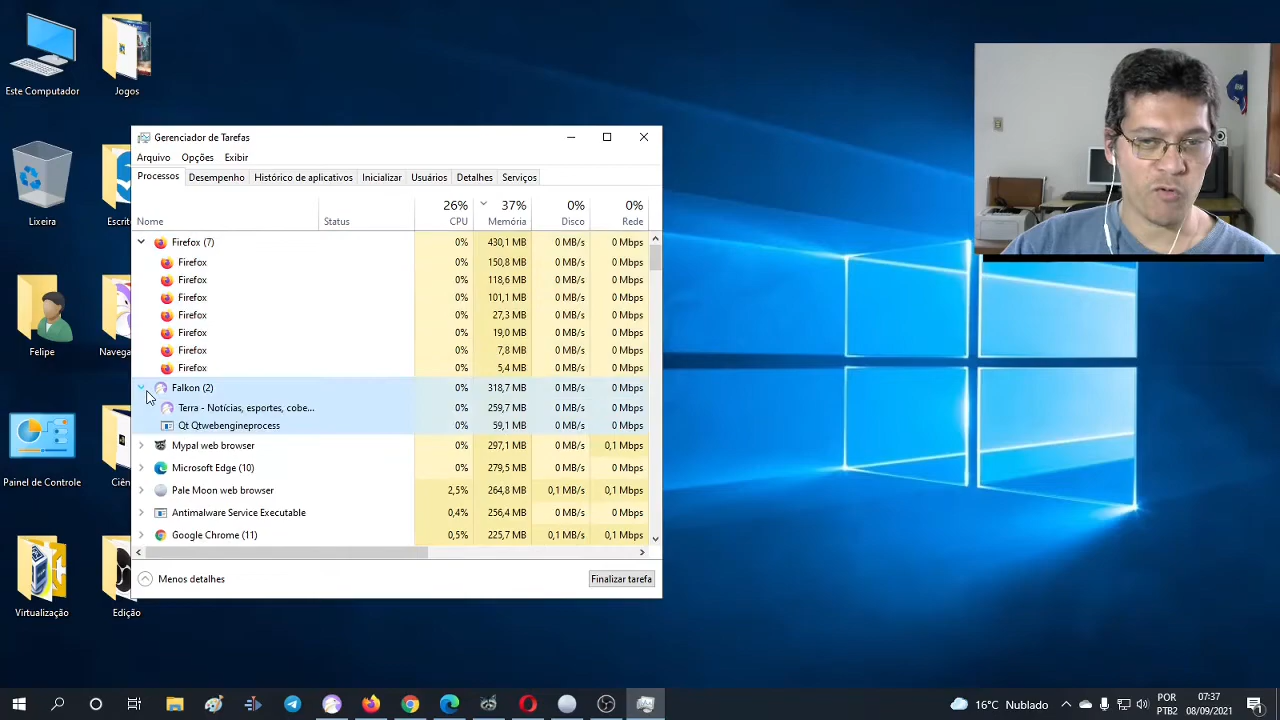 Este Computador
Jogos
Lixeira
Escrit
Felipe
Navega
Painel de Controle
Ciên
Virtualização
Edição
Gerenciador de Tarefas
Arquivo Opções Exibir
Processos Desempenho Histórico de aplicativos Inicializar Usuários Detalhes Serviços
26% 37% 0% 0%
Nome Status CPU Memória Disco Rede
Firefox (7) 0% 430,1 MB 0 MB/s 0 Mbps
Firefox 0% 150,8 MB 0 MB/s 0 Mbps
Firefox 0% 118,6 MB 0 MB/s 0 Mbps
Firefox 0% 101,1 MB 0 MB/s 0 Mbps
Firefox 0% 27,3 MB 0 MB/s 0 Mbps
Firefox 0% 19,0 MB 0 MB/s 0 Mbps
Firefox 0% 7,8 MB 0 MB/s 0 Mbps
Firefox 0% 5,4 MB 0 MB/s 0 Mbps
Falkon (2) 0% 318,7 MB 0 MB/s 0 Mbps
Terra - Notícias, esportes, cobe... 0% 259,7 MB 0 MB/s 0 Mbps
Qt Qtwebengineprocess 0% 59,1 MB 0 MB/s 0 Mbps
Mypal web browser 0% 297,1 MB 0 MB/s 0,1 Mbps
Microsoft Edge (10) 0% 279,5 MB 0 MB/s 0 Mbps
Pale Moon web browser 2,5% 264,8 MB 0,1 MB/s 0 Mbps
Antimalware Service Executable 0,4% 256,4 MB 0 MB/s 0 Mbps
Google Chrome (11) 0,5% 225,7 MB 0,1 MB/s 0,1 Mbps
Menos detalhes
Finalizar tarefa
16°C Nublado
POR
PTB2
07:37
08/09/2021
1